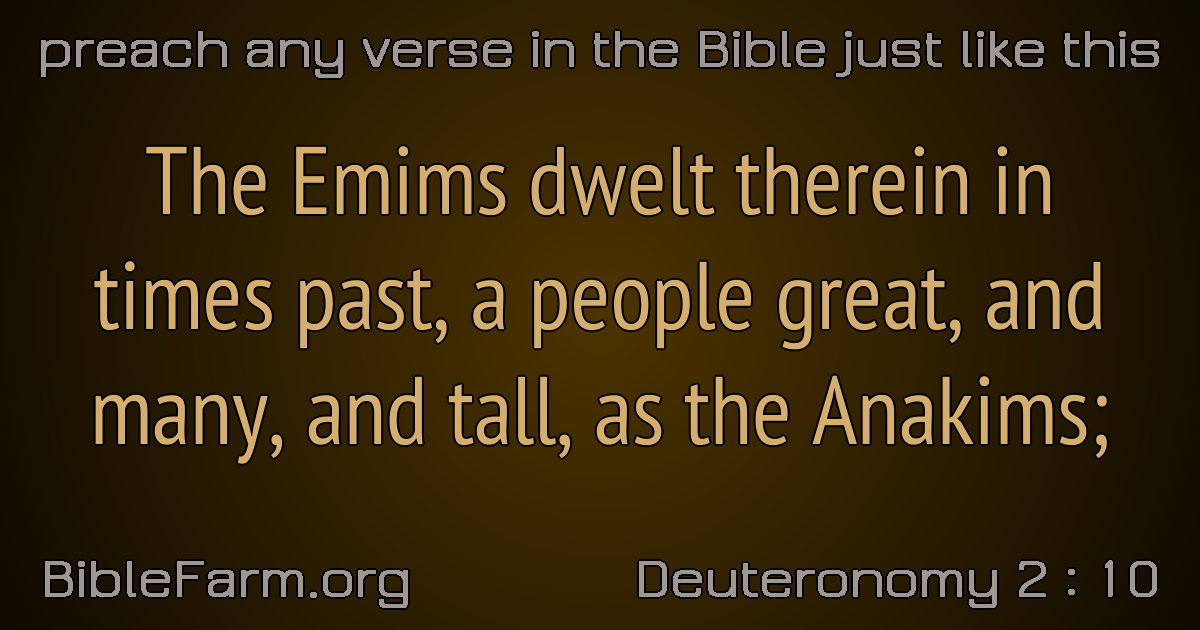 preach any verse in the Bible just like this
The Emims dwelt therein in
times past, a people great, and
many, and tall, as the Anakims;
BibleFarm.org
Deuteronomy 2 : 10